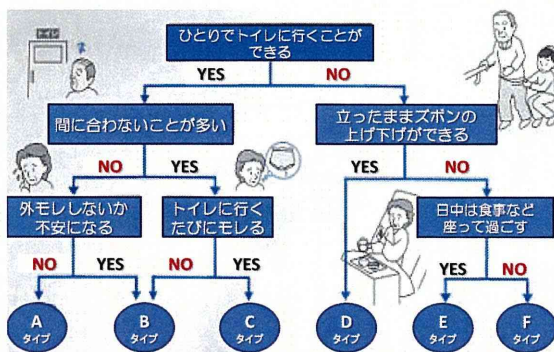 トイレ
ひとりでトイレに行くことが
できる
YES
NO
間に合わないことが多い
立ったままズボンの
上げ下げができる
NO
YES
YES
NO
外モレしないか
不安になる
トイレに行く
たびにモレる
日中は食事など
座って過ごす
NO
YES
NO
YES
YES
NO
A
タイプ
B
タイプ
C
タイプ
D
タイプ
E
タイプ
F
タイプ